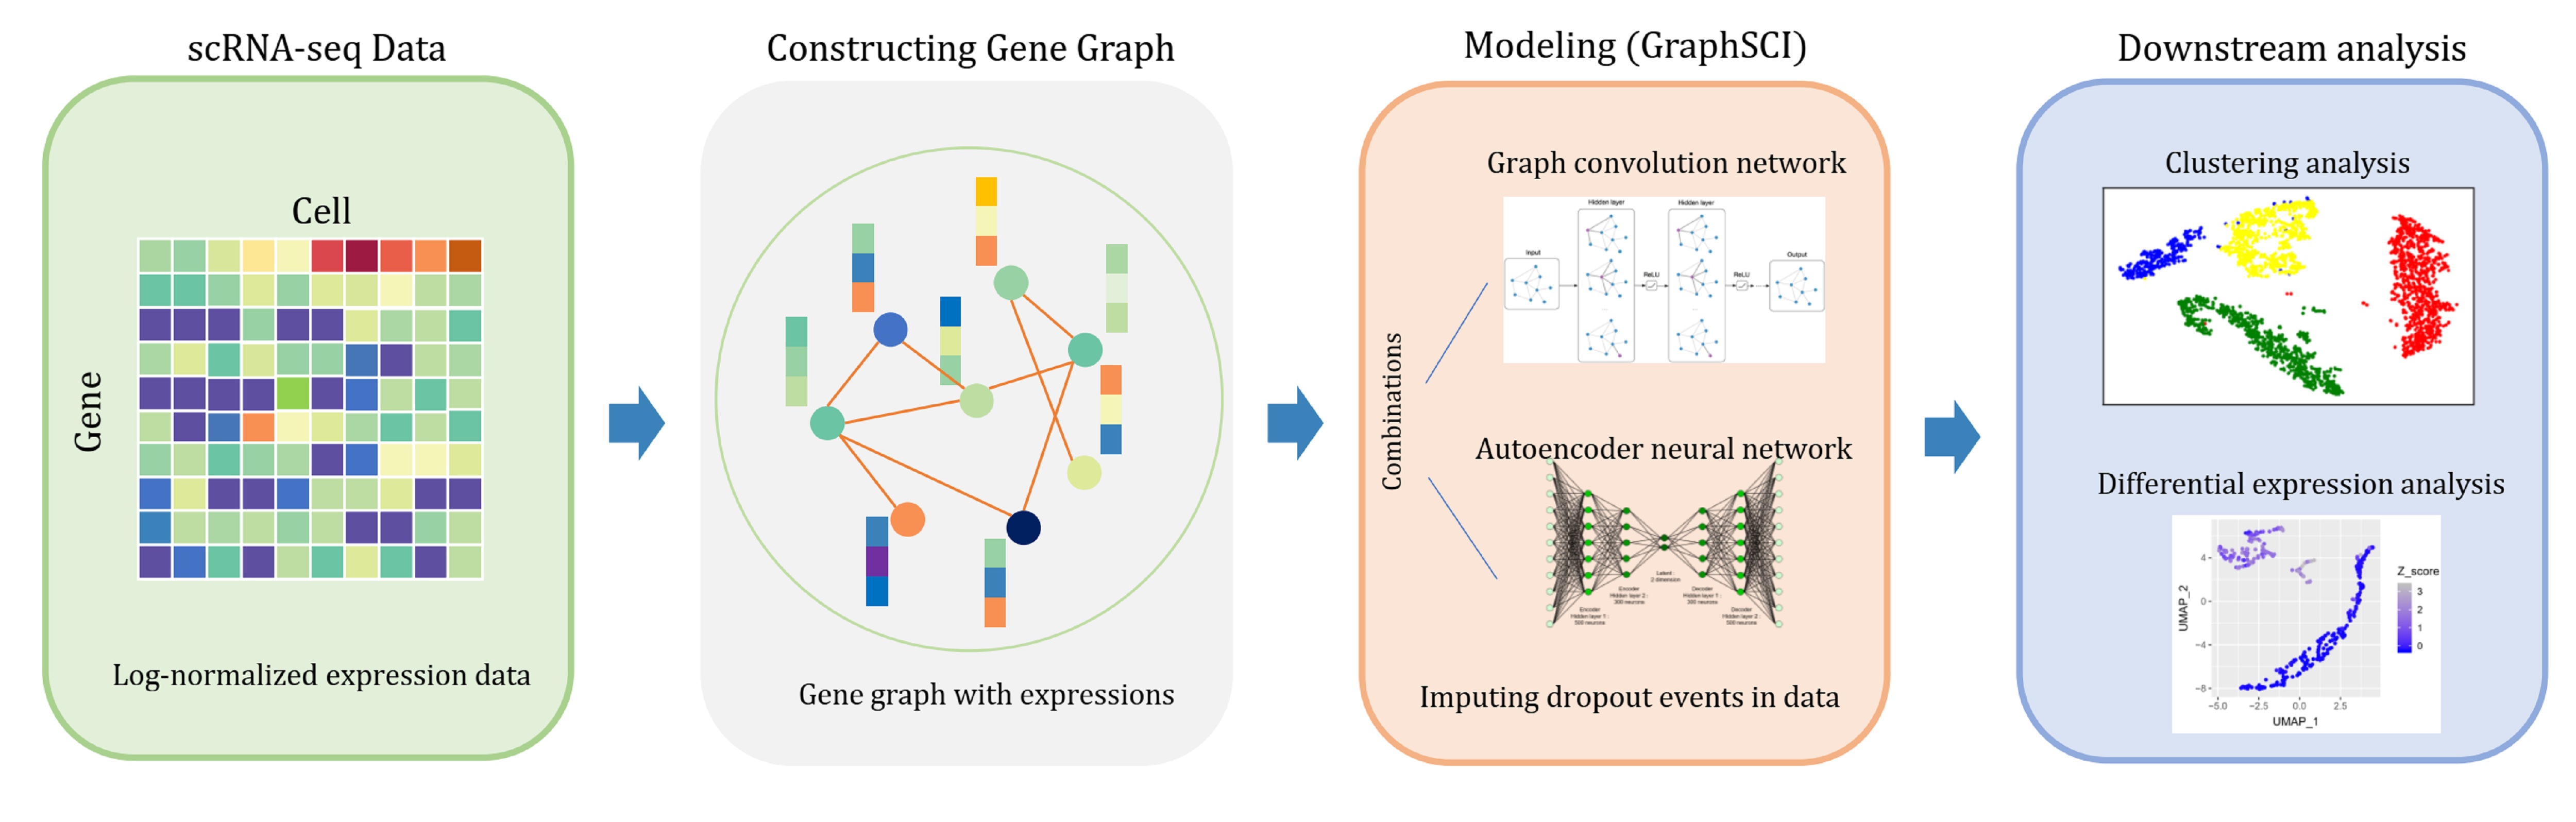 scRNA-seq Data
Cell
Gene
Log-normalized expression data
Constructing Gene Graph
Gene graph with expressions
Modeling (GraphSCI)
Combinations
Graph convolution network
Hidden layer
Hidden layer
Input
ReLU
ReLU
Output
...
...
Autoencoder neural network
Latent :
2 dimension
Encoder
Hidden layer 2 :
300 neurons
Decoder
Hidden layer 1 :
300 neurons
Encoder
Hidden layer 1 :
500 neurons
Decoder
Hidden layer 2 :
500 neurons
Imputing dropout events in data
Downstream analysis
Clustering analysis
Differential expression analysis
Z_score
3
2
1
0
UMAP_2
4
0
-4
-8
-5.0 -2.5 0.0 2.5
UMAP_1